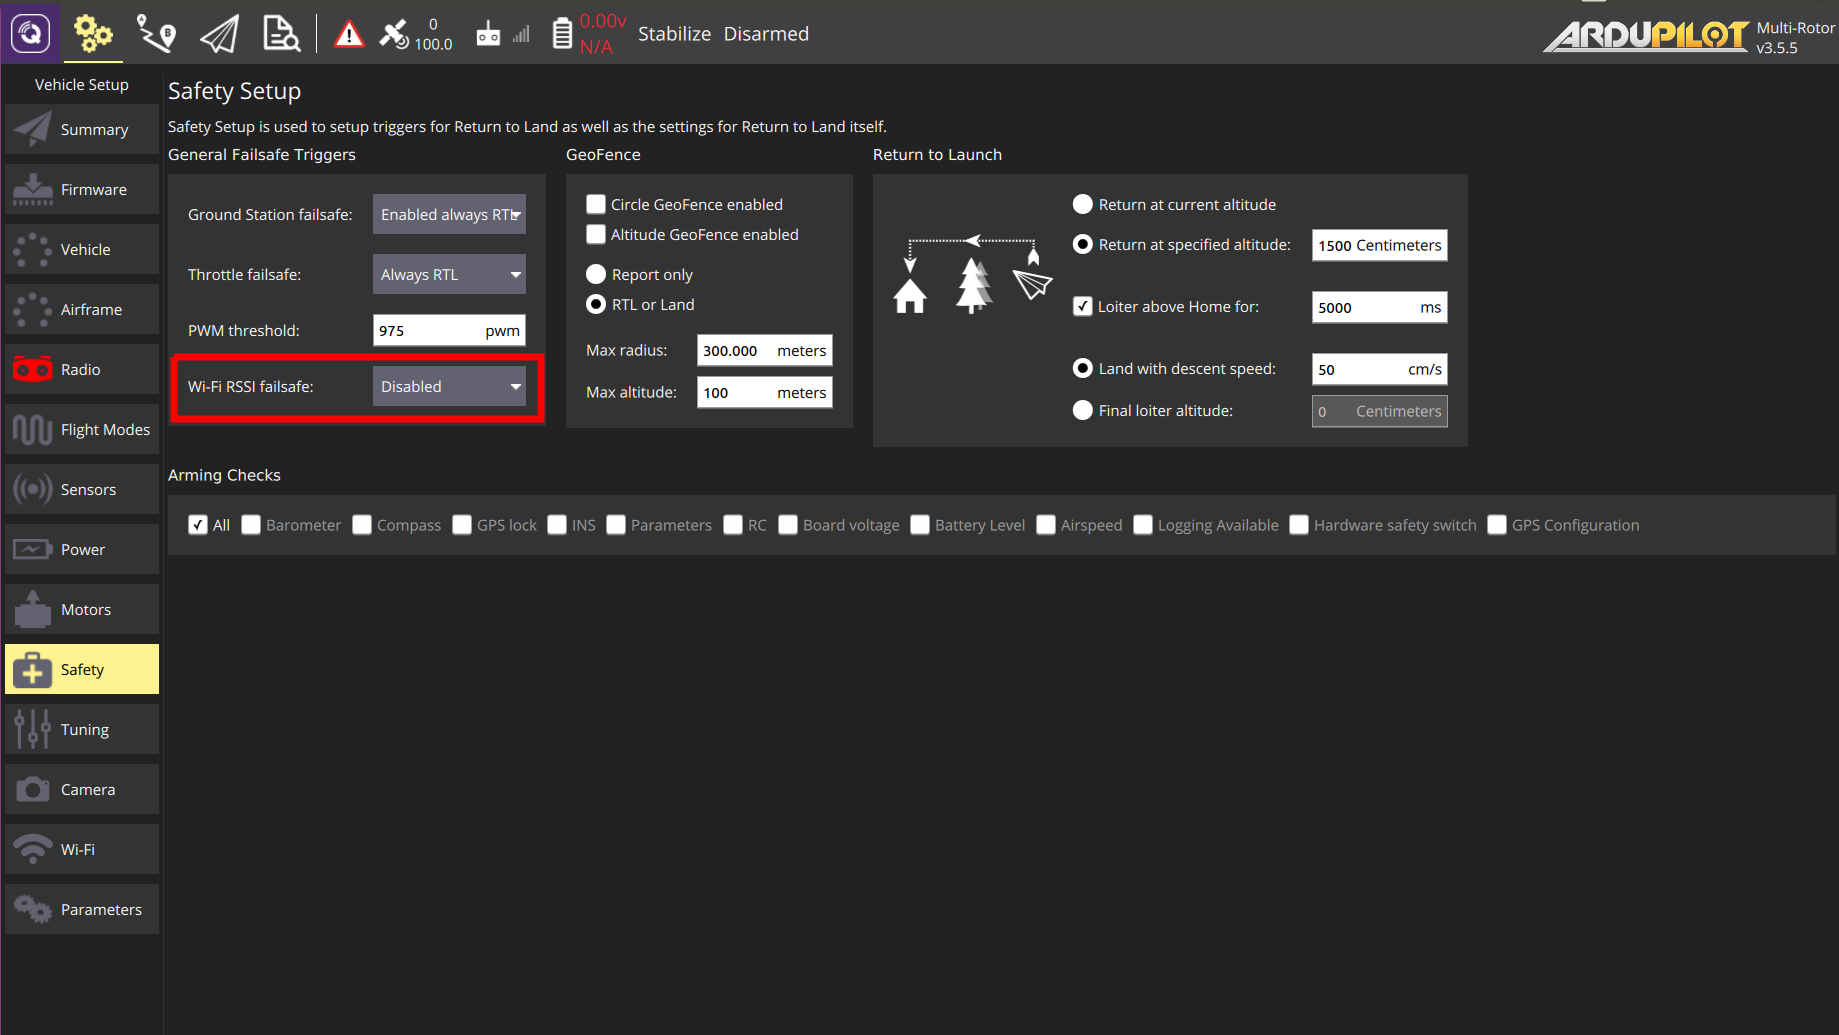 0
100.0
0.00v
N/A
Stabilize Disarmed
ARDUPILOT
Multi-Rotor
v3.5.5
Vehicle Setup
Summary
Firmware
Vehicle
Airframe
Radio
Flight Modes
Sensors
Power
Motors
Safety
Tuning
Camera
Wi-Fi
Parameters
Safety Setup
Safety Setup is used to setup triggers for Return to Land as well as the settings for Return to Land itself.
General Failsafe Triggers
Ground Station failsafe: Enabled always RTL
Throttle failsafe: Always RTL
PWM threshold: 975 pwm
Wi-Fi RSSI failsafe: Disabled
GeoFence
Circle GeoFence enabled
Altitude GeoFence enabled
Report only
RTL or Land
Max radius: 300.000 meters
Max altitude: 100 meters
Return to Launch
Return at current altitude
Return at specified altitude: 1500 Centimeters
Loiter above Home for: 5000 ms
Land with descent speed: 50 cm/s
Final loiter altitude: 0 Centimeters
Arming Checks
All Barometer Compass GPS lock INS Parameters RC Board voltage Battery Level Airspeed Logging Available Hardware safety switch GPS Configuration